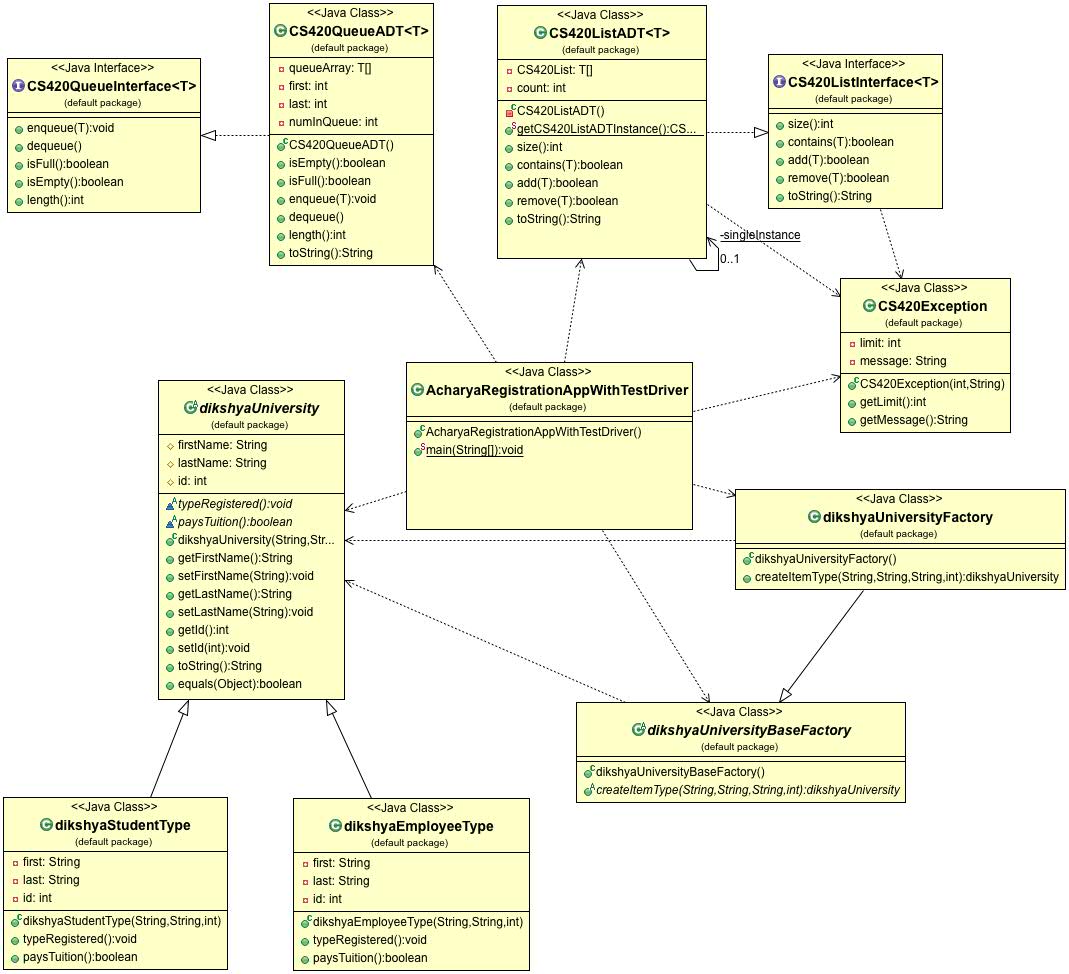 <<Java Interface>>
CS420QueueInterface<T>
(default package)
enqueue(T):void
dequeue()
isFull():boolean
isEmpty():boolean
length():int
<<Java Class>>
CS420QueueADT<T>
(default package)
queueArray: T[]
first: int
last: int
numInQueue: int
CS420QueueADT()
isEmpty():boolean
isFull():boolean
enqueue(T):void
dequeue()
length():int
toString():String
<<Java Class>>
CS420ListADT<T>
(default package)
CS420List: T[]
count: int
CS420ListADT()
getCS420ListADTInstance():CS...
size():int
contains(T):boolean
add(T):boolean
remove(T):boolean
toString():String
<<Java Interface>>
CS420ListInterface<T>
(default package)
size():int
contains(T):boolean
add(T):boolean
remove(T):boolean
toString():String
-singleInstance
0..1
<<Java Class>>
CS420Exception
(default package)
limit: int
message: String
CS420Exception(int,String)
getLimit():int
getMessage():String
<<Java Class>>
AcharyaRegistrationAppWithTestDriver
(default package)
AcharyaRegistrationAppWithTestDriver()
main(String[]):void
<<Java Class>>
dikshyaUniversity
(default package)
firstName: String
lastName: String
id: int
typeRegistered():void
paysTuition():boolean
dikshyaUniversity(String,Str...
getFirstName():String
setFirstName(String):void
getLastName():String
setLastName(String):void
getId():int
setId(int):void
toString():String
equals(Object):boolean
<<Java Class>>
dikshyaUniversityFactory
(default package)
dikshyaUniversityFactory()
createItemType(String,String,String,int):dikshyaUniversity
<<Java Class>>
dikshyaUniversityBaseFactory
(default package)
dikshyaUniversityBaseFactory()
createItemType(String,String,String,int):dikshyaUniversity
<<Java Class>>
dikshyaStudentType
(default package)
first: String
last: String
id: int
dikshyaStudentType(String,String,int)
typeRegistered():void
paysTuition():boolean
<<Java Class>>
dikshyaEmployeeType
(default package)
first: String
last: String
id: int
dikshyaEmployeeType(String,String,int)
typeRegistered():void
paysTuition():boolean